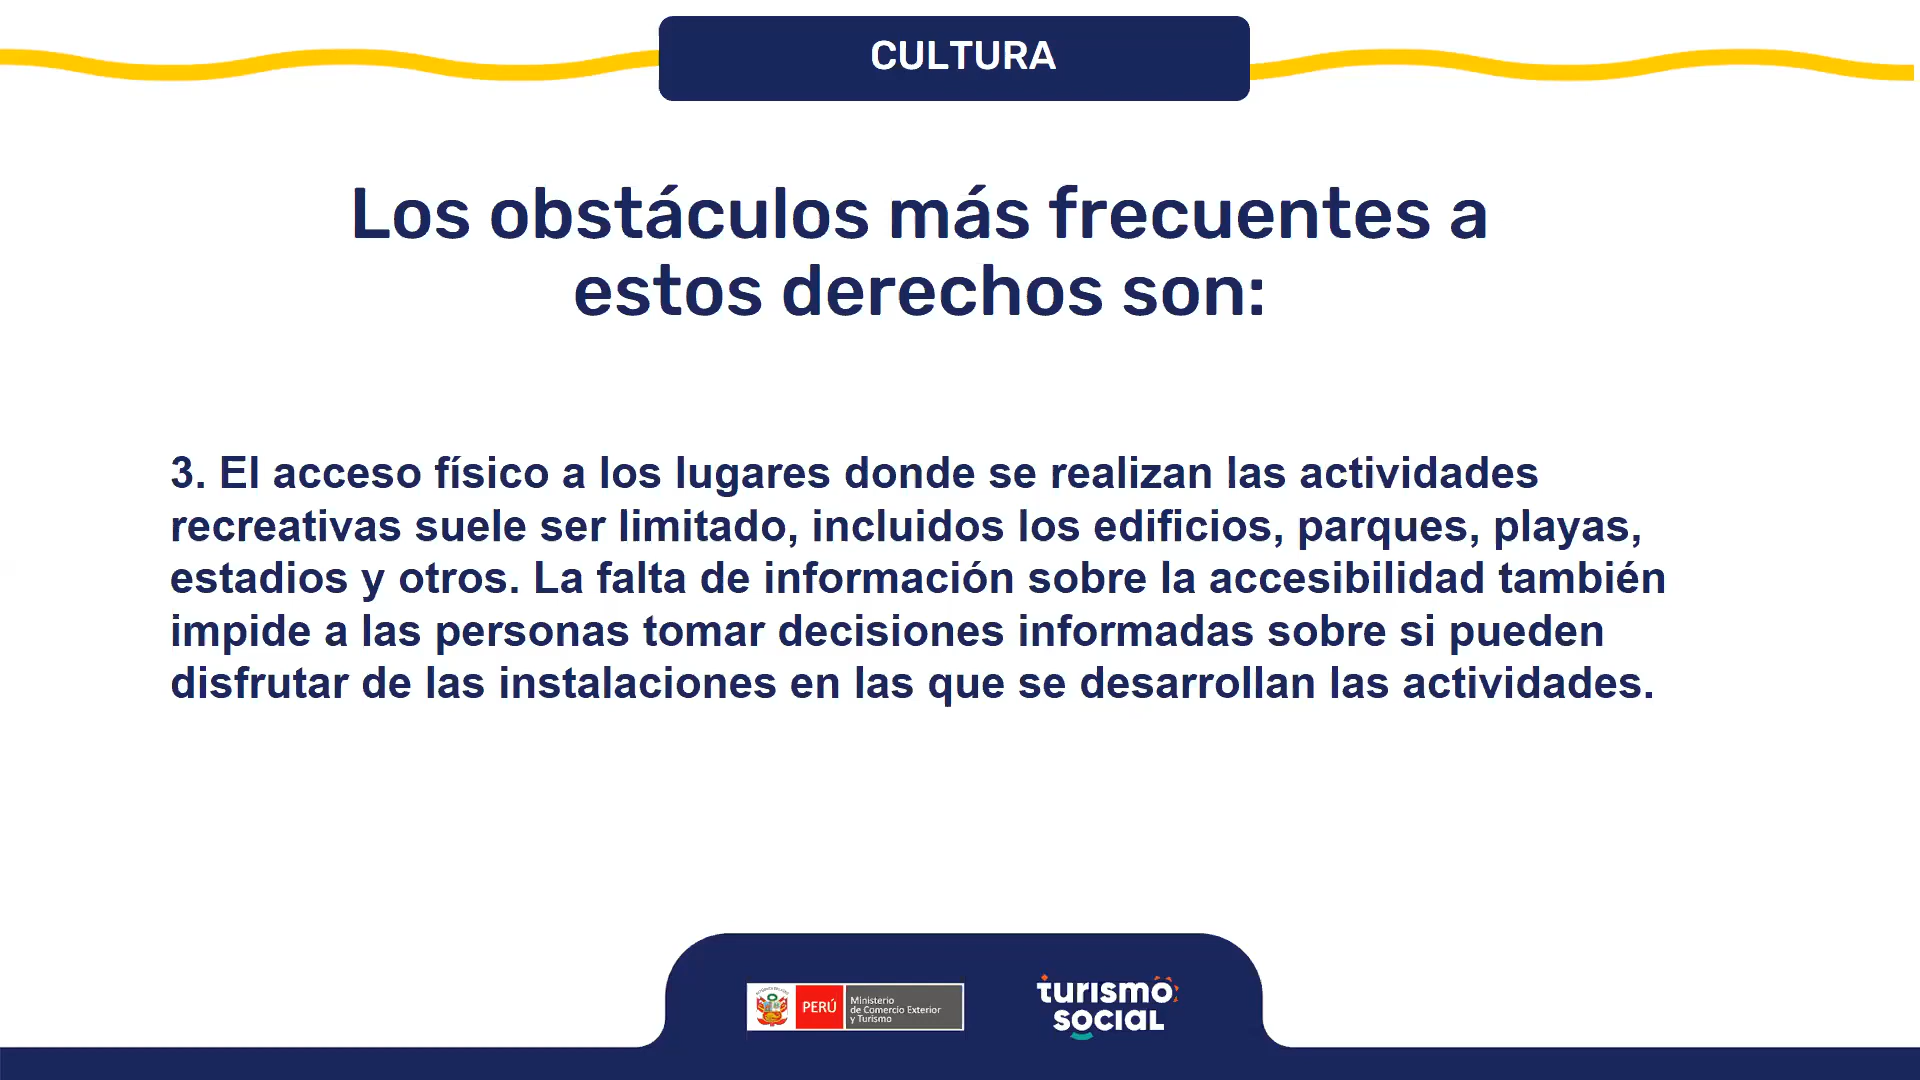 CULTURA
Los obstáculos más frecuentes a
estos derechos son:
3. El acceso físico a los lugares donde se realizan las actividades
recreativas suele ser limitado, incluidos los edificios, parques, playas,
estadios y otros. La falta de información sobre la accesibilidad también
impide a las personas tomar decisiones informadas sobre si pueden
disfrutar de las instalaciones en las que se desarrollan las actividades.
PERÚ
Ministerio
de Comercio Exterior
y Turismo
turismo
social